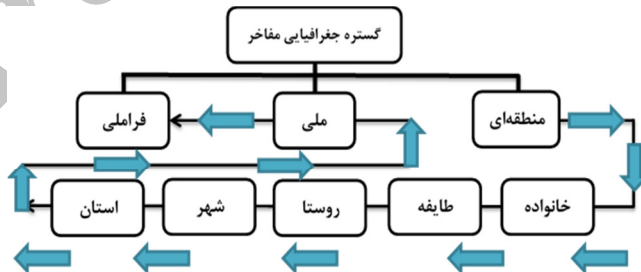 گستره جغرافیایی مفاخر
منطقه‌ای
ملی
فراملی
خانواده
طایفه
روستا
شهر
استان